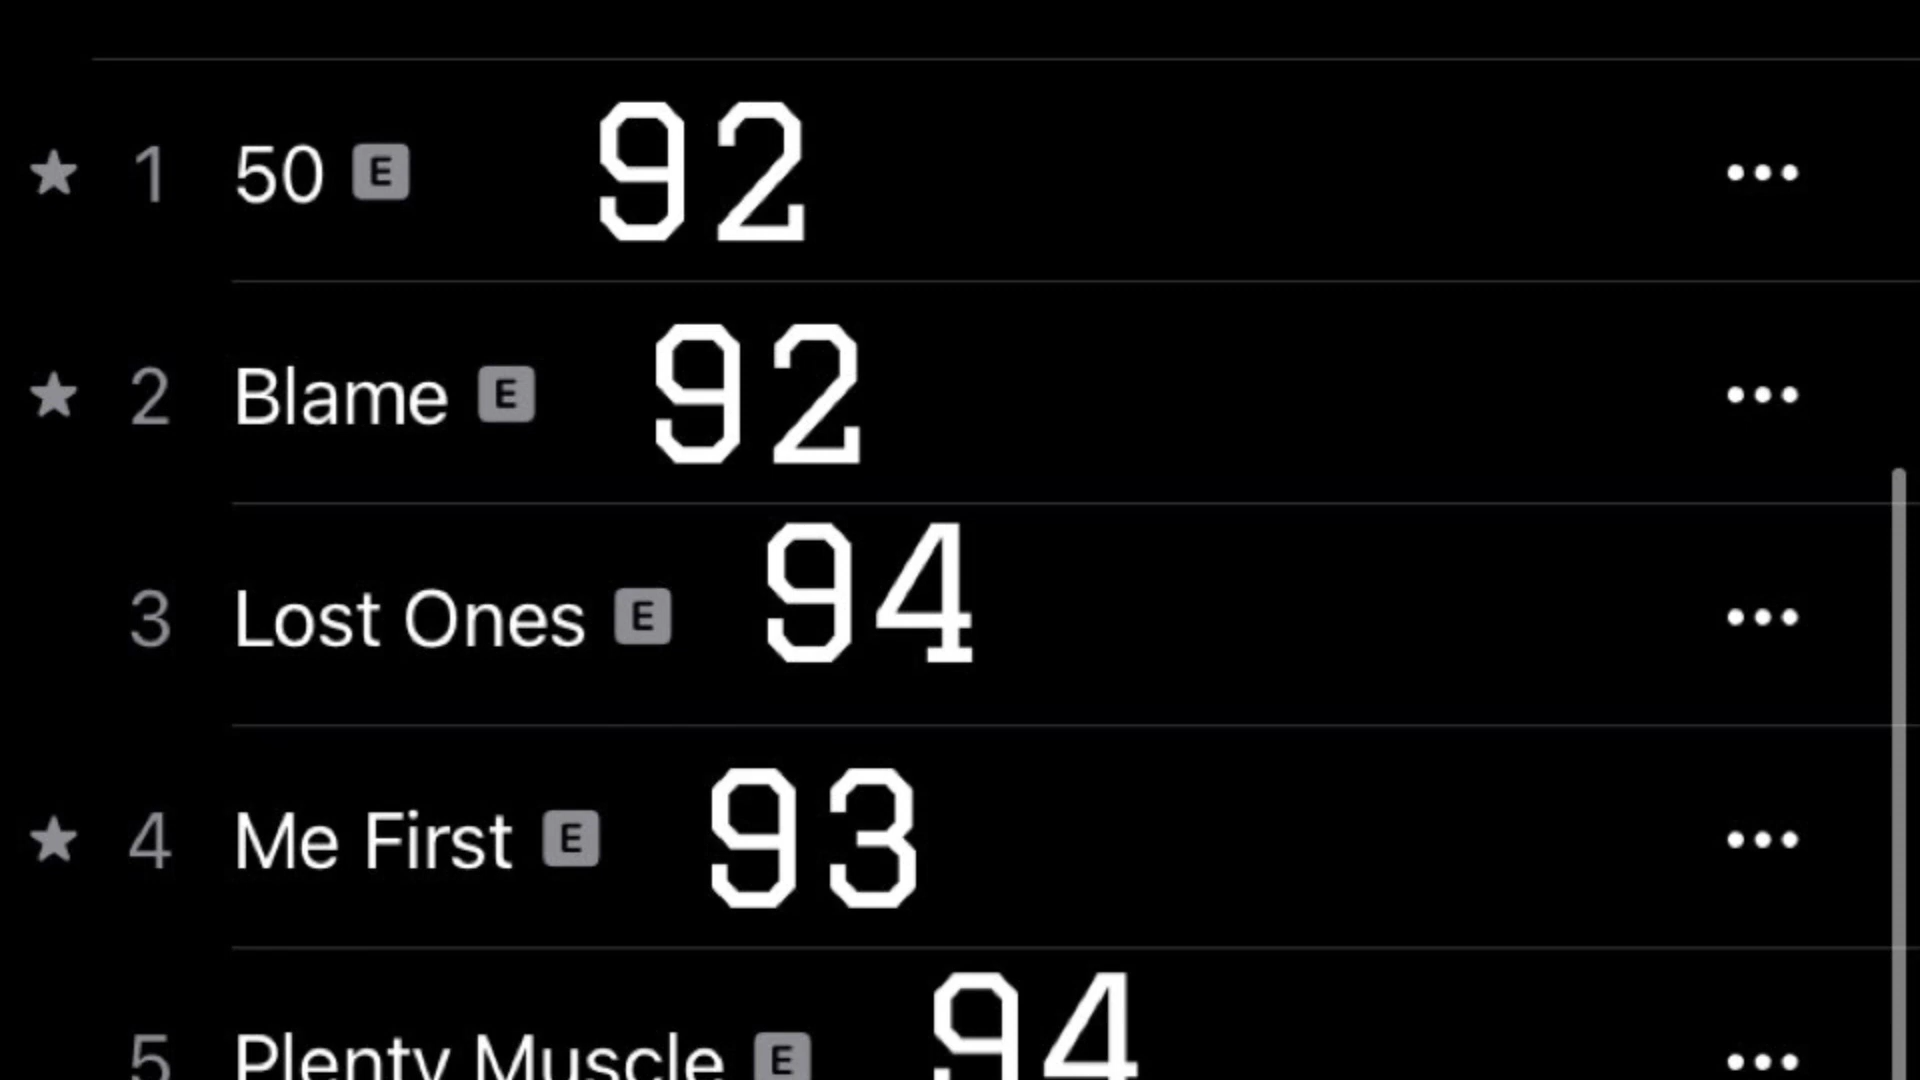 ★ 1 50 E 92 •••
★ 2 Blame E 92 •••
3 Lost Ones E 94 •••
★ 4 Me First E 93 •••
5 Plenty Muscle E 94 •••